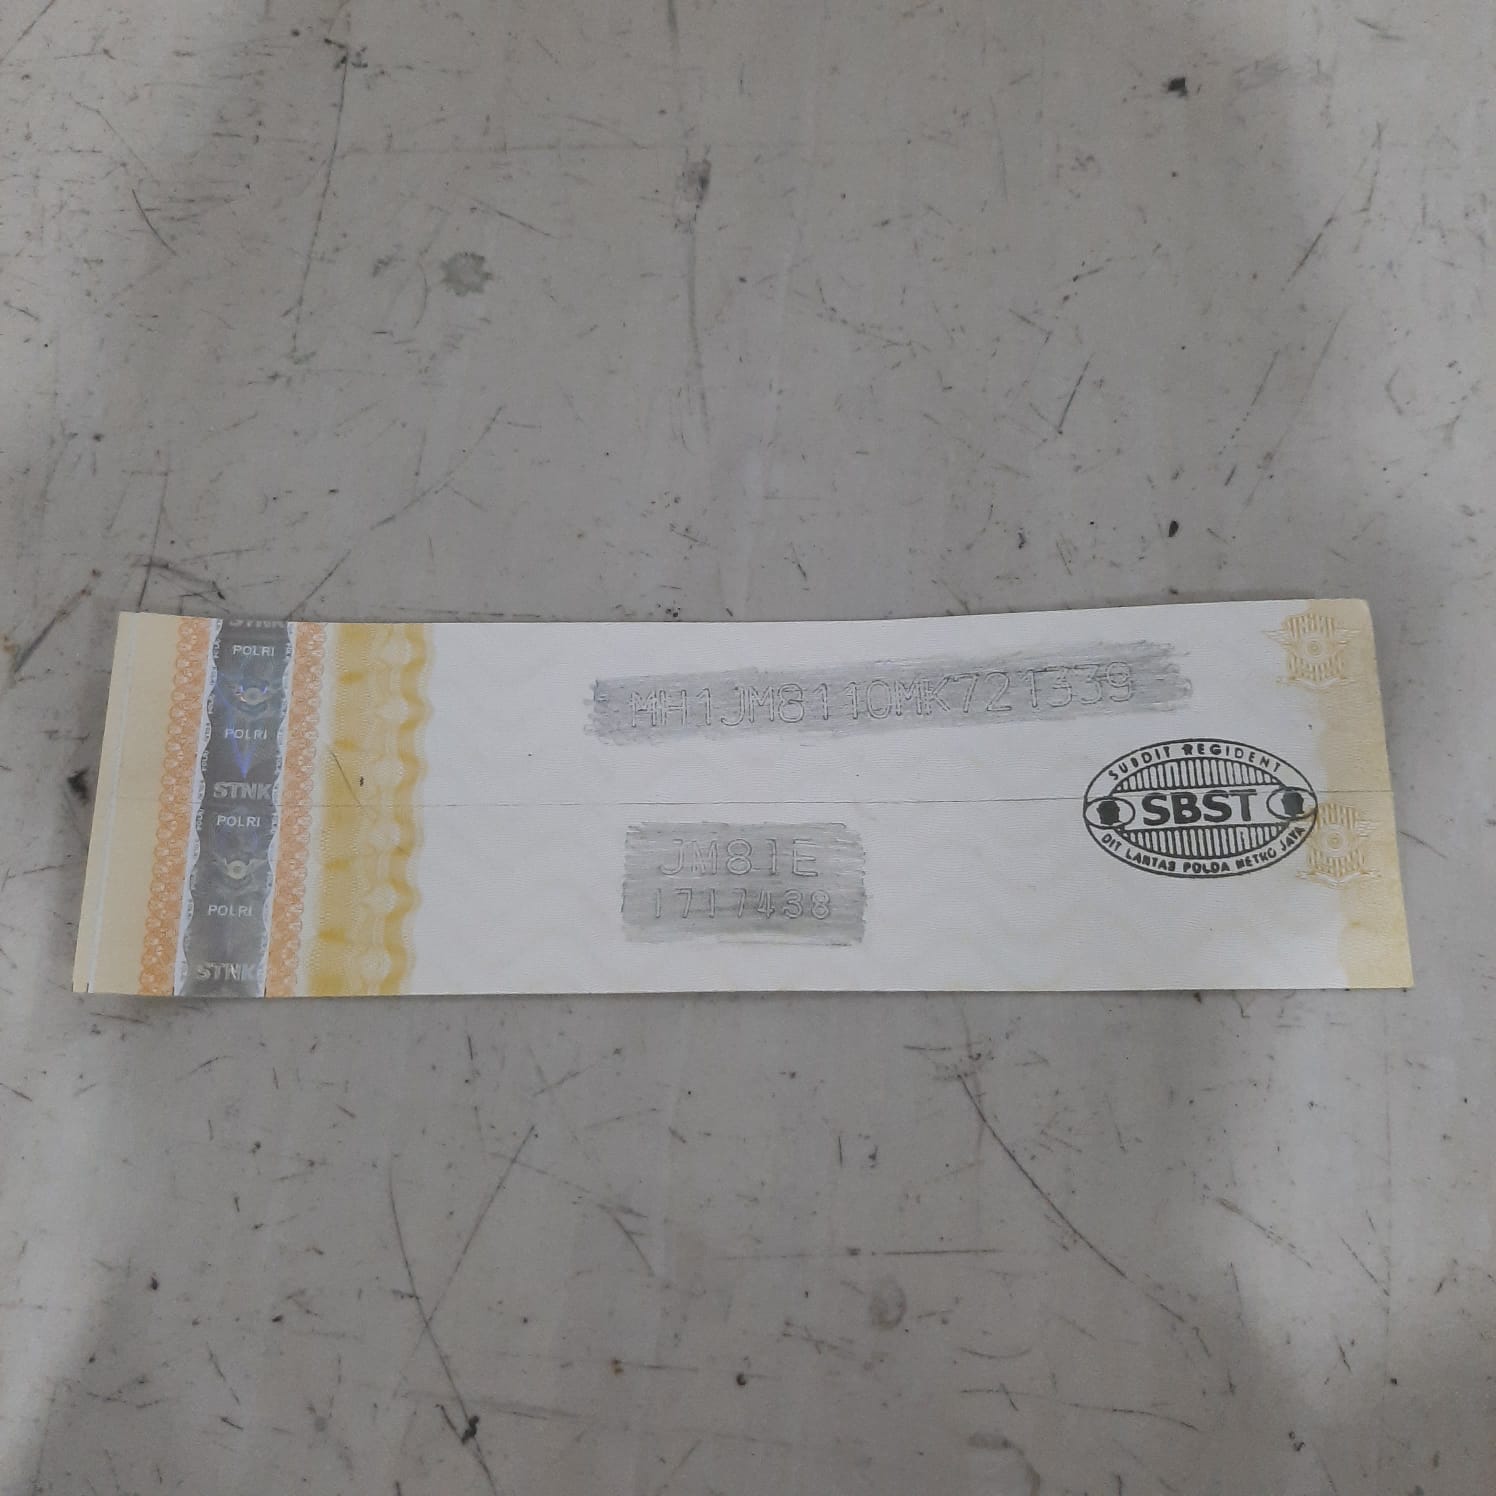 STNK
POLRI
POLRI
STNK
POLRI
POLRI
STNK
MH1JM8110MK721339
SUBDIT REGIDENT
SBST
DIT LANTAS POLDA METRO JAYA
JM81E
1717438